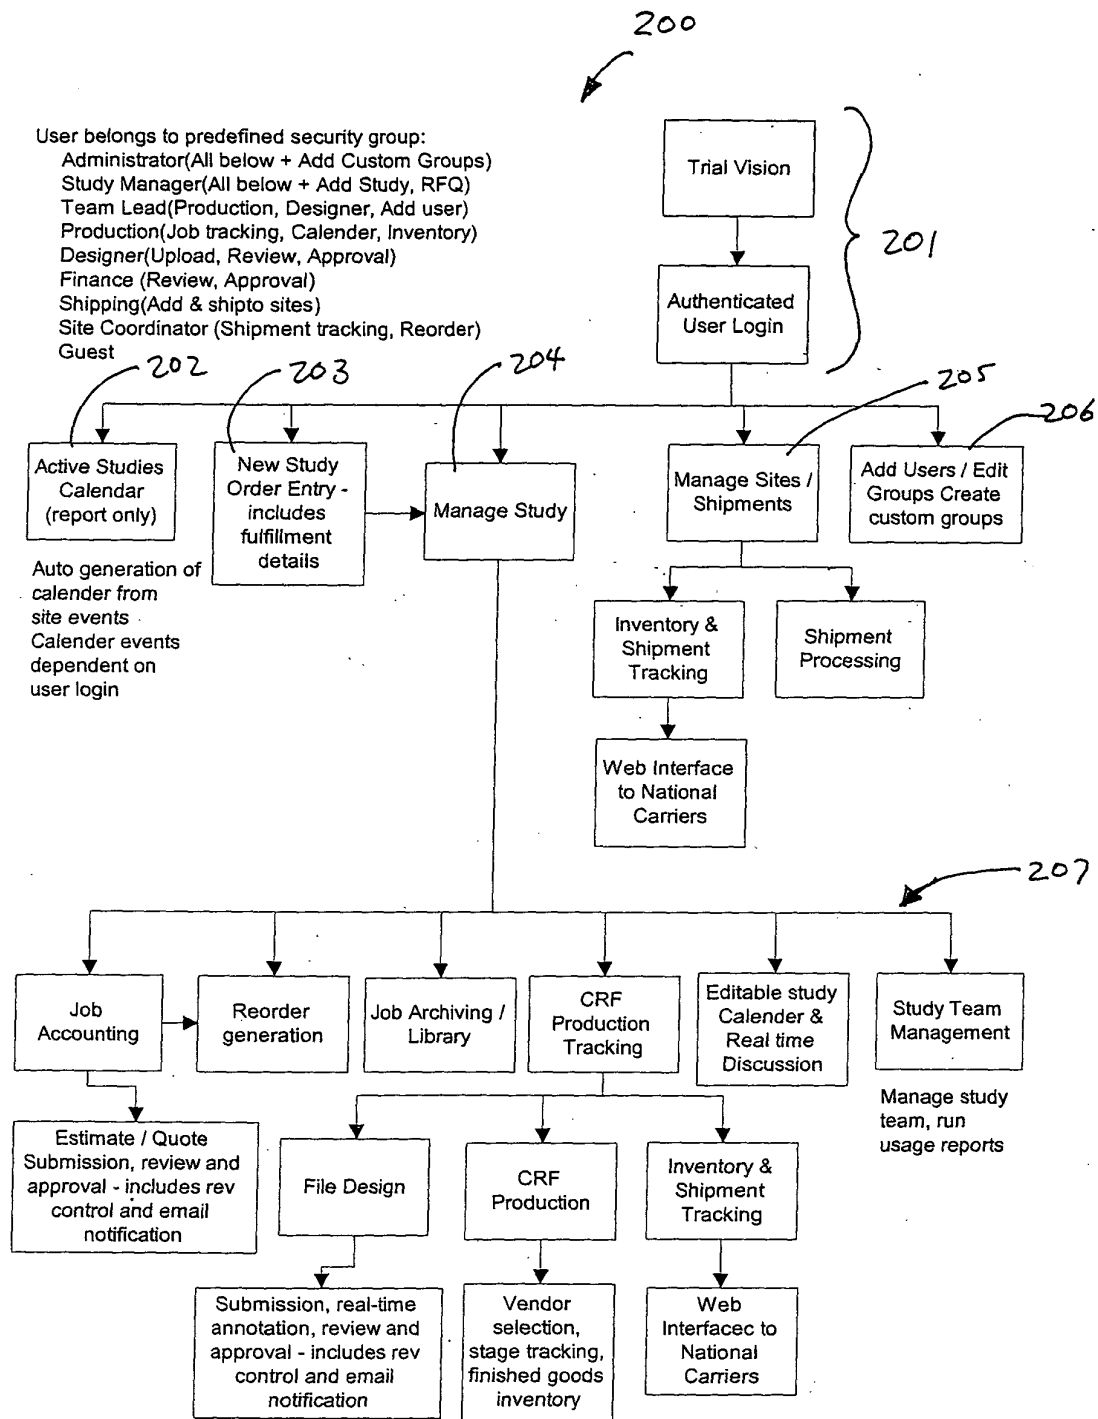 200
User belongs to predefined security group:
Administrator(All below + Add Custom Groups)
Study Manager(All below + Add Study, RFQ)
Team Lead(Production, Designer, Add user)
Production(Job tracking, Calender, Inventory)
Designer(Upload, Review, Approval)
Finance (Review, Approval)
Shipping(Add & shipto sites)
Site Coordinator (Shipment tracking, Reorder)
Guest
Trial Vision
Authenticated
User Login
201
202
203
204
205
206
Active Studies
Calendar
(report only)
Auto generation of
calender from
site events
Calender events
dependent on
user login
New Study
Order Entry -
includes
fulfillment
details
Manage Study
Manage Sites /
Shipments
Add Users / Edit
Groups Create
custom groups
Inventory &
Shipment
Tracking
Shipment
Processing
Web Interface
to National
Carriers
207
Job
Accounting
Reorder
generation
Job Archiving /
Library
CRF
Production
Tracking
Editable study
Calender &
Real time
Discussion
Study Team
Management
Manage study
team, run
usage reports
Estimate / Quote
Submission, review and
approval - includes rev
control and email
notification
File Design
CRF
Production
Inventory &
Shipment
Tracking
Submission, real-time
annotation, review and
approval - includes rev
control and email
notification
Vendor
selection,
stage tracking,
finished goods
inventory
Web
Interfacec to
National
Carriers